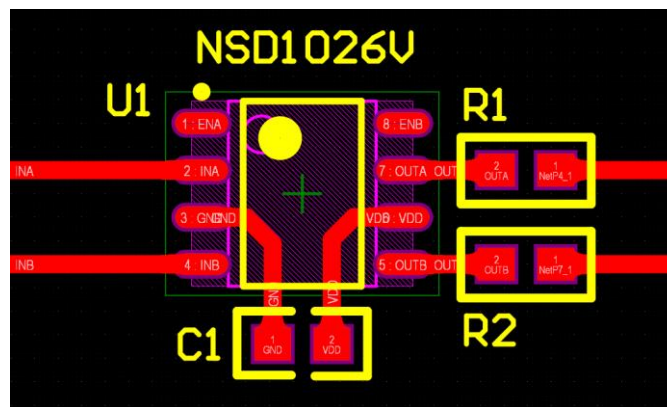 NSD1026V
U1
R1
1 : ENA
8 : ENB
INA
2 : INA
7 : OUTA
OUT
2
OUTA
1
NetP4_1
3 : GND
GND
VDD
6 : VDD
INB
4 : INB
5 : OUTB
OUT
2
OUTB
1
NetP7_1
GND
VDD
C1
1
GND
2
VDD
R2